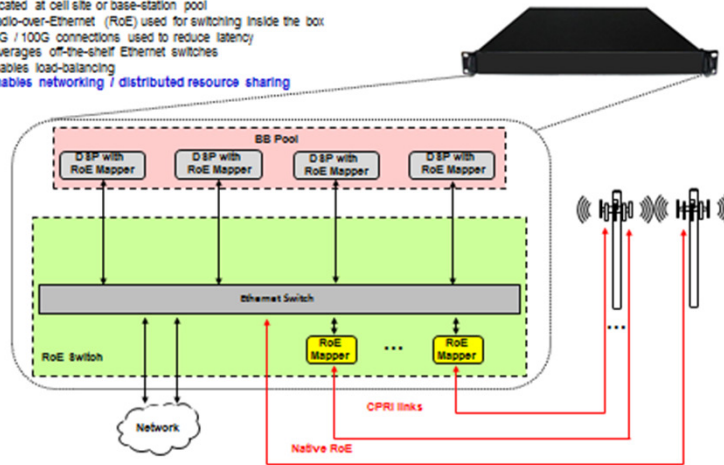 cated at cell site or base-station pool
dio-over-Ethernet (RoE) used for switching inside the box
G / 100G connections used to reduce latency
verages off-the-shelf Ethernet switches
ables load-balancing
nables networking / distributed resource sharing
BB Pool
DSP with RoE Mapper
DSP with RoE Mapper
DSP with RoE Mapper
DSP with RoE Mapper
Ethernet Switch
RoE Switch
RoE Mapper
...
RoE Mapper
...
CPRI links
Network
Native RoE